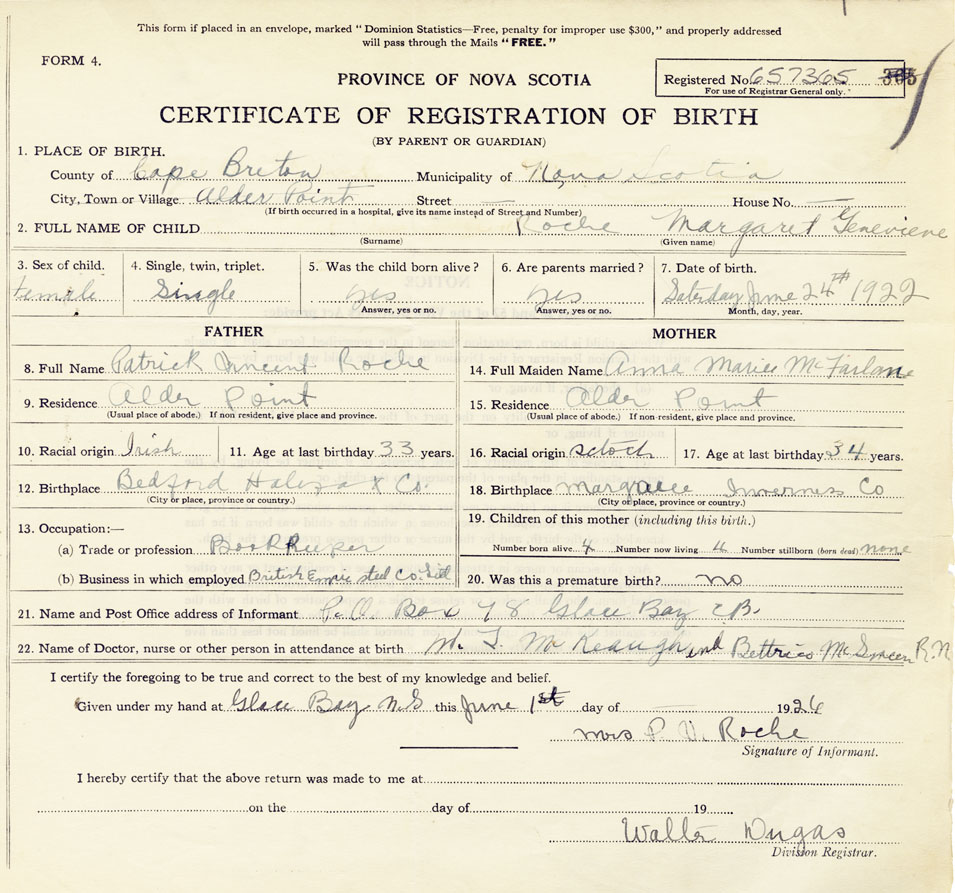 This form if placed in an envelope, marked "Dominion Statistics—Free, penalty for improper use $300," and properly addressed
will pass through the Mails "FREE."
FORM 4.
PROVINCE OF NOVA SCOTIA
Registered No. 657365 305
For use of Registrar General only.
CERTIFICATE OF REGISTRATION OF BIRTH
(BY PARENT OR GUARDIAN)
1. PLACE OF BIRTH.
County of Cape Breton Municipality of Nova Scotia
City, Town or Village Alder Point Street — House No. —
(If birth occurred in a hospital, give its name instead of Street and Number)
2. FULL NAME OF CHILD Roche Margaret Genevieve
(Surname) (Given name)
3. Sex of child. 4. Single, twin, triplet. 5. Was the child born alive? 6. Are parents married? 7. Date of birth.
Female Single yes yes Saturday June 24th 1922
Answer, yes or no. Answer, yes or no. Month, day, year.
FATHER
8. Full Name Patrick Vincent Roche
9. Residence Alder Point
(Usual place of abode.) If non resident, give place and province.
10. Racial origin Irish 11. Age at last birthday 33 years.
12. Birthplace Bedford Halifax Co.
(City or place, province or country.)
13. Occupation:—
(a) Trade or profession Bookkeeper
(b) Business in which employed British Empire steel Co. Ltd
MOTHER
14. Full Maiden Name Anna Maries McFarlane
15. Residence Alder Point
(Usual place of abode.) If non-resident, give place and province.
16. Racial origin scotch 17. Age at last birthday 34 years.
18. Birthplace margaree Inverness Co
(City or place, province or country.)
19. Children of this mother (including this birth.)
Number born alive 4 Number now living 4 Number stillborn (born dead) none
20. Was this a premature birth? no
21. Name and Post Office address of Informant P.O. Box 78 Glace Bay C.B.
22. Name of Doctor, nurse or other person in attendance at birth McKeough and R.N
I certify the foregoing to be true and correct to the best of my knowledge and belief.
Given under my hand at Glace Bay N.S this June 1st day of — 1926
Mrs P. V. Roche
Signature of Informant.
I hereby certify that the above return was made to me at
on the day of 19
Walter Dugas
Division Registrar.